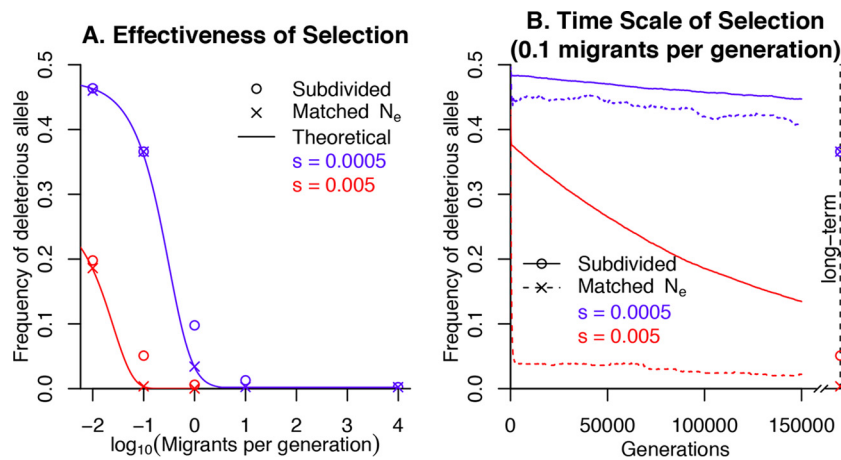 A. Effectiveness of Selection
Frequency of deleterious allele
0.0 0.1 0.2 0.3 0.4 0.5
Subdivided
Matched Ne
Theoretical
s = 0.0005
s = 0.005
−2 −1 0 1 2 3 4
log10(Migrants per generation)
B. Time Scale of Selection
(0.1 migrants per generation)
Frequency of deleterious allele
0.0 0.1 0.2 0.3 0.4 0.5
Subdivided
Matched Ne
s = 0.0005
s = 0.005
long−term
0 50000 100000 150000
Generations